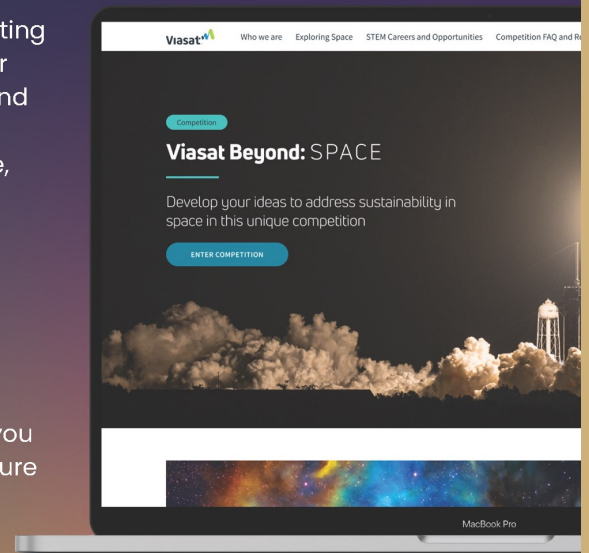 ting
r
nd
e,
you
ure
Viasat
Who we are Exploring Space STEM Careers and Opportunities Competition FAQ and Re
Competition
Viasat Beyond: SPACE
Develop your ideas to address sustainability in
space in this unique competition
ENTER COMPETITION
MacBook Pro